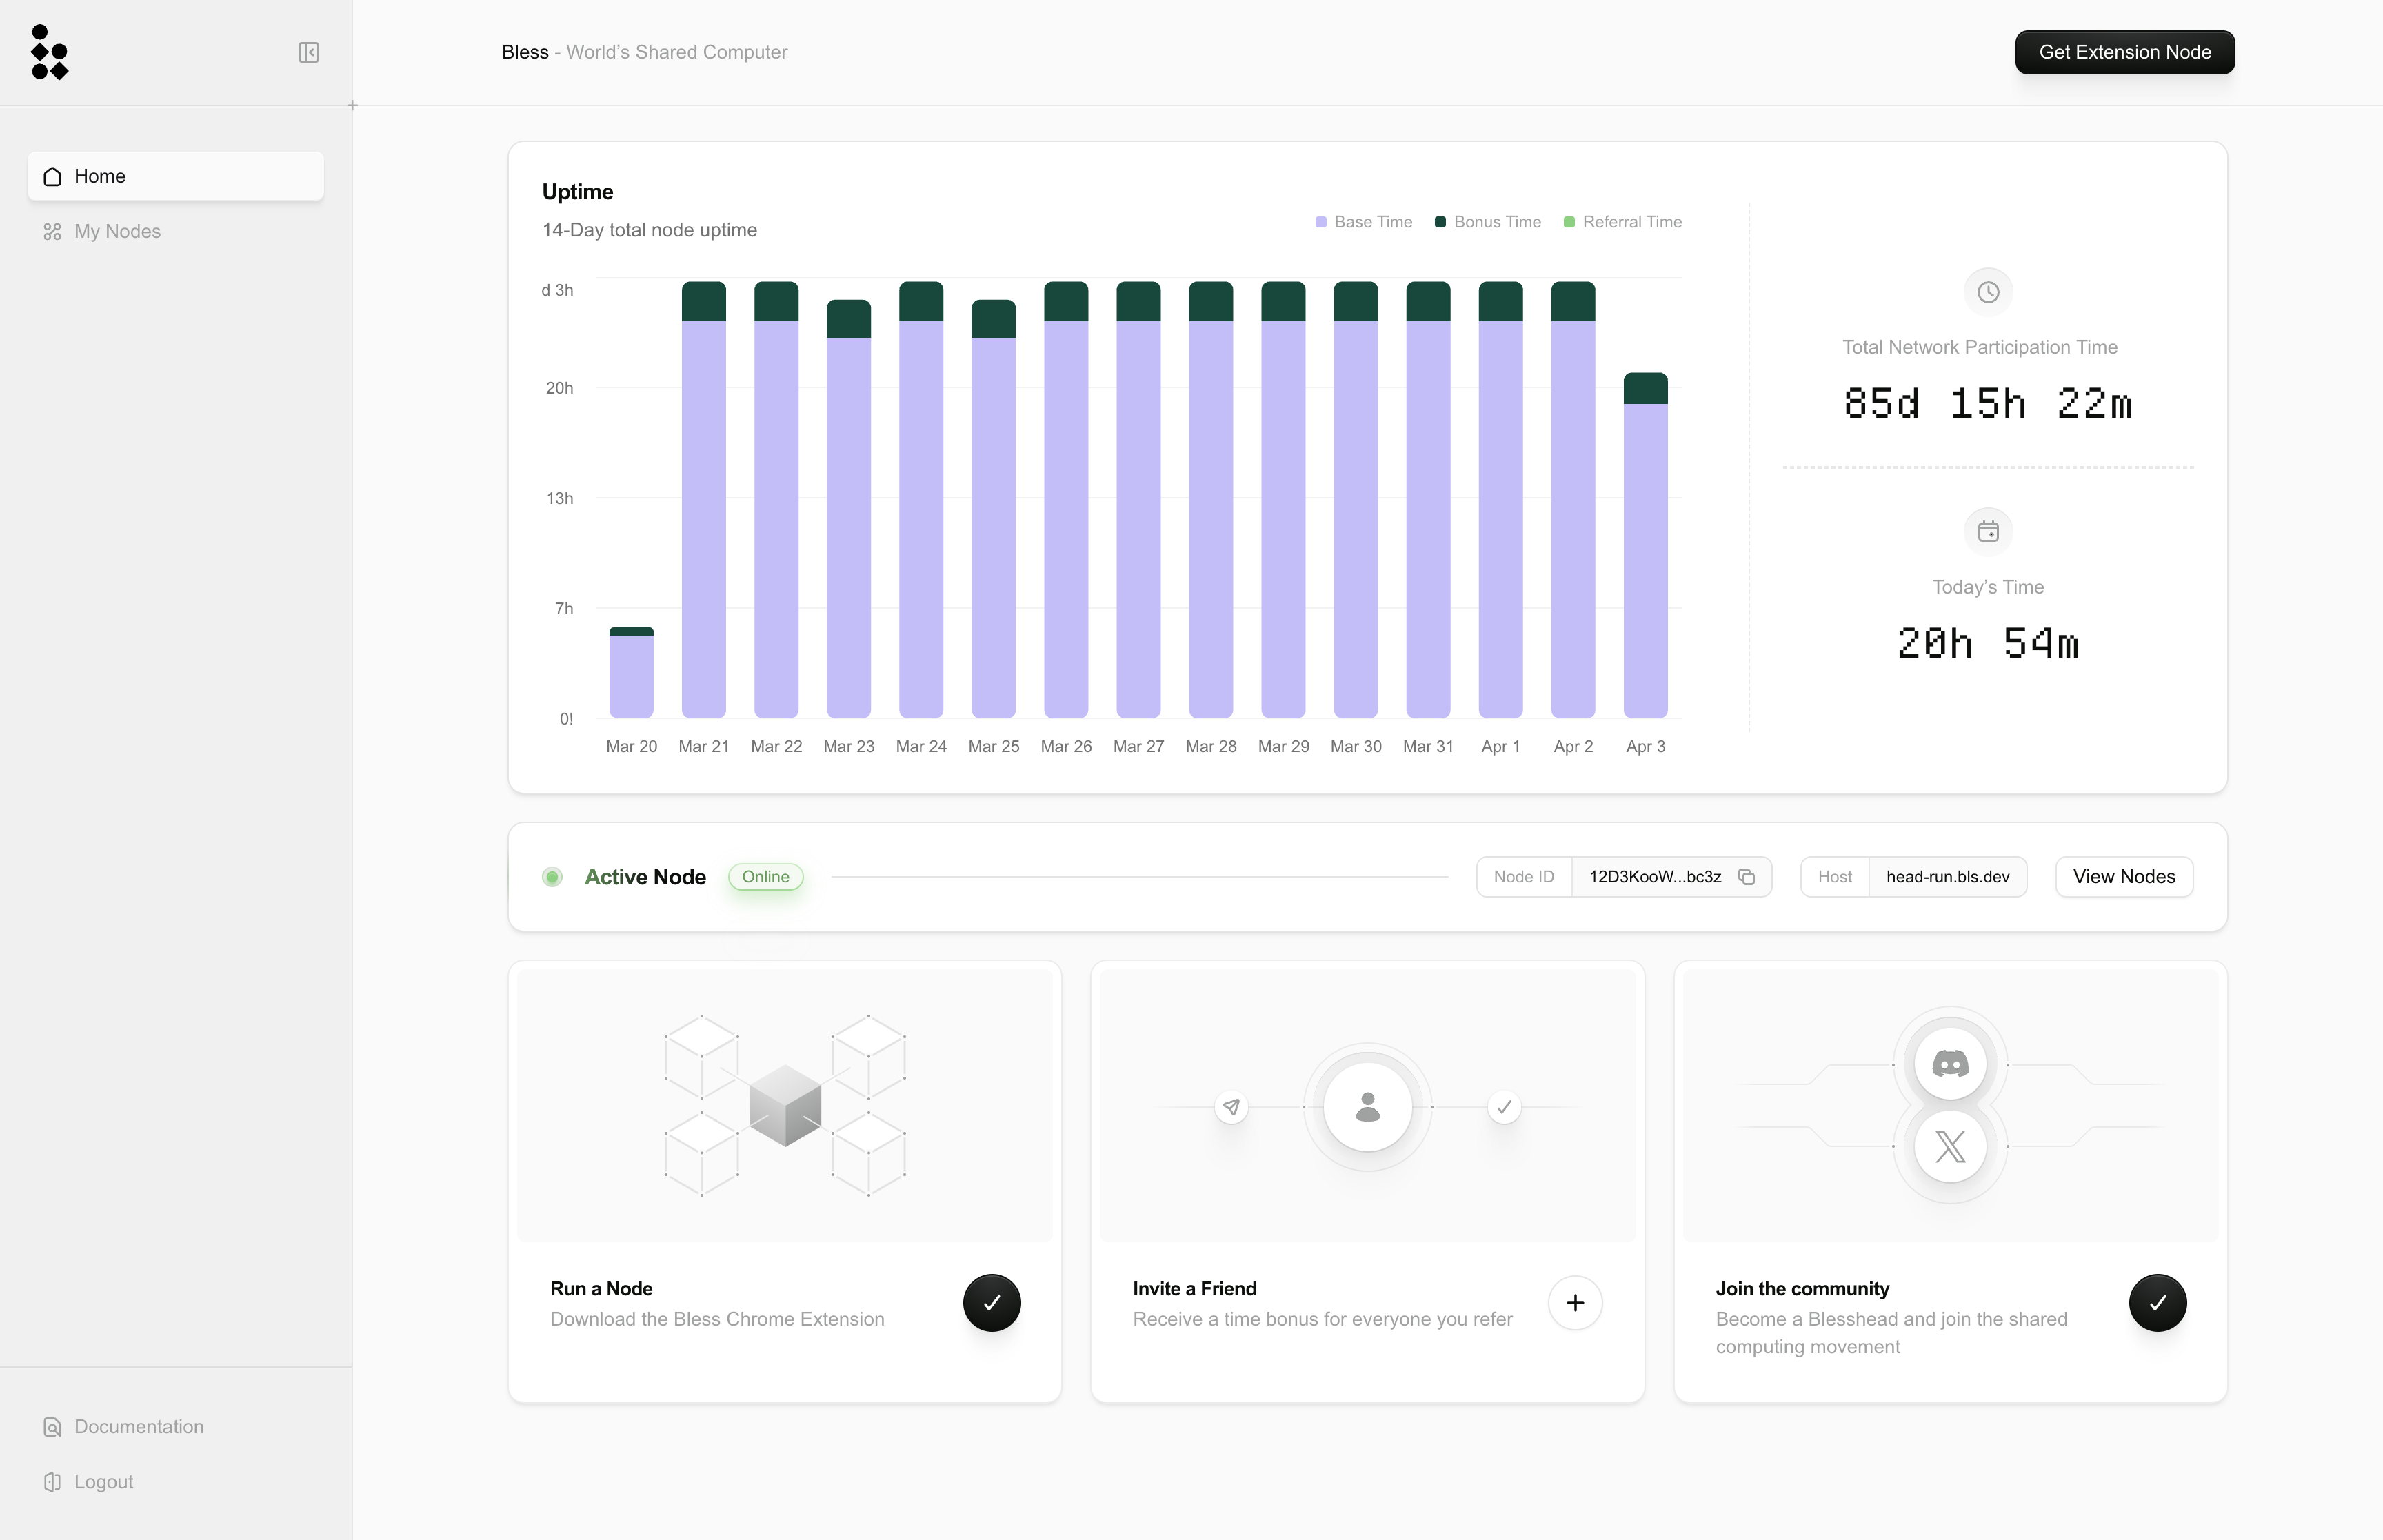 Bless - World's Shared Computer
Get Extension Node
Home
My Nodes
Uptime
14-Day total node uptime
Base Time
Bonus Time
Referral Time
d 3h
20h
13h
7h
0!
Mar 20
Mar 21
Mar 22
Mar 23
Mar 24
Mar 25
Mar 26
Mar 27
Mar 28
Mar 29
Mar 30
Mar 31
Apr 1
Apr 2
Apr 3
Total Network Participation Time
85d 15h 22m
Today's Time
20h 54m
Active Node
Online
Node ID
12D3KooW...bc3z
Host
head-run.bls.dev
View Nodes
Run a Node
Download the Bless Chrome Extension
Invite a Friend
Receive a time bonus for everyone you refer
Join the community
Become a Blesshead and join the shared
computing movement
Documentation
Logout